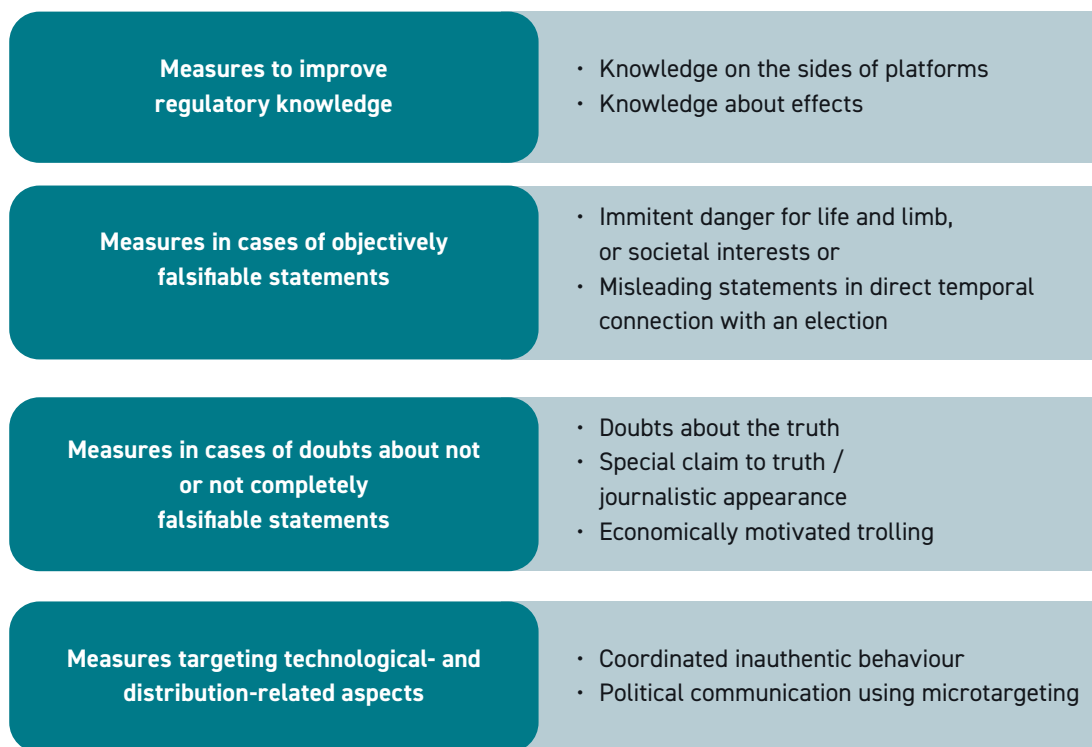 Measures to improve
regulatory knowledge
· Knowledge on the sides of platforms
· Knowledge about effects
Measures in cases of objectively
falsifiable statements
· Immitent danger for life and limb,
or societal interests or
· Misleading statements in direct temporal
connection with an election
Measures in cases of doubts about not
or not completely
falsifiable statements
· Doubts about the truth
· Special claim to truth /
journalistic appearance
· Economically motivated trolling
Measures targeting technological- and
distribution-related aspects
· Coordinated inauthentic behaviour
· Political communication using microtargeting